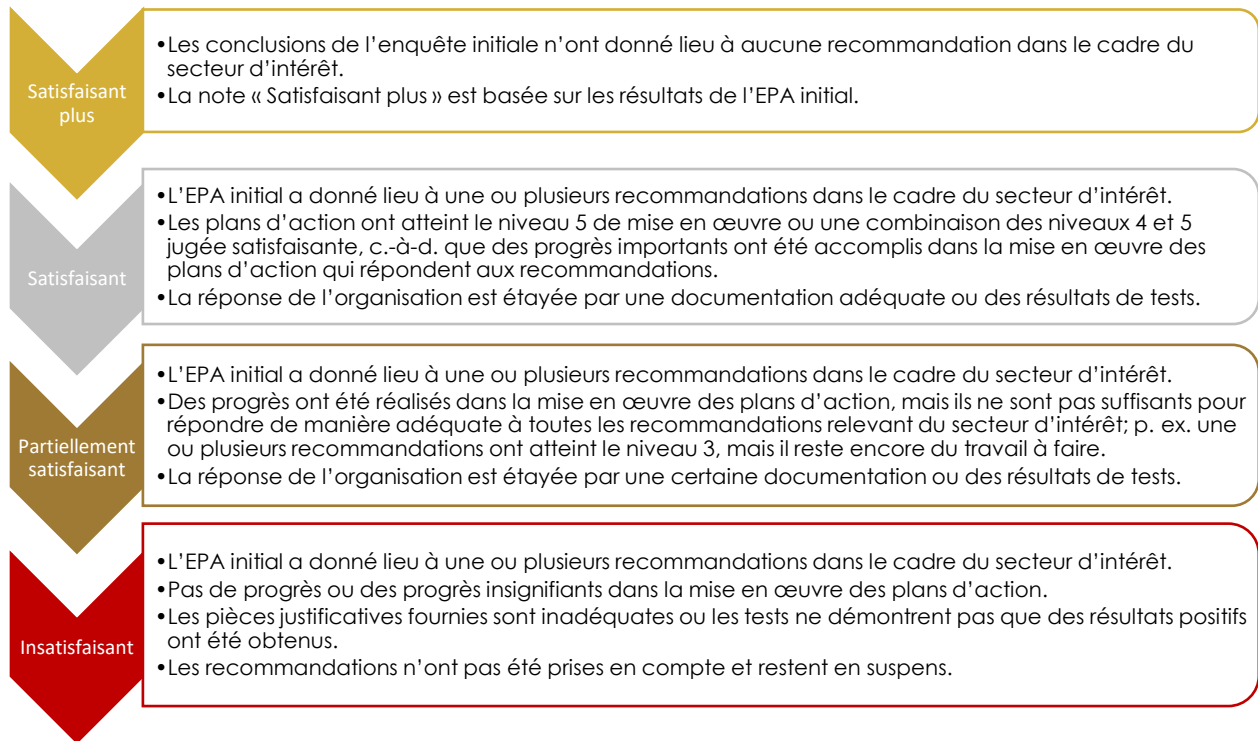 Satisfaisant
plus
•Les conclusions de l’enquête initiale n’ont donné lieu à aucune recommandation dans le cadre du
secteur d’intérêt.
•La note « Satisfaisant plus » est basée sur les résultats de l’EPA initial.
Satisfaisant
•L’EPA initial a donné lieu à une ou plusieurs recommandations dans le cadre du secteur d’intérêt.
•Les plans d’action ont atteint le niveau 5 de mise en œuvre ou une combinaison des niveaux 4 et 5
jugée satisfaisante, c.-à-d. que des progrès importants ont été accomplis dans la mise en œuvre des
plans d’action qui répondent aux recommandations.
•La réponse de l’organisation est étayée par une documentation adéquate ou des résultats de tests.
Partiellement
satisfaisant
•L’EPA initial a donné lieu à une ou plusieurs recommandations dans le cadre du secteur d’intérêt.
•Des progrès ont été réalisés dans la mise en œuvre des plans d’action, mais ils ne sont pas suffisants pour
répondre de manière adéquate à toutes les recommandations relevant du secteur d’intérêt; p. ex. une
ou plusieurs recommandations ont atteint le niveau 3, mais il reste encore du travail à faire.
•La réponse de l’organisation est étayée par une certaine documentation ou des résultats de tests.
Insatisfaisant
•L’EPA initial a donné lieu à une ou plusieurs recommandations dans le cadre du secteur d’intérêt.
•Pas de progrès ou des progrès insignifiants dans la mise en œuvre des plans d’action.
•Les pièces justificatives fournies sont inadéquates ou les tests ne démontrent pas que des résultats positifs
ont été obtenus.
•Les recommandations n’ont pas été prises en compte et restent en suspens.